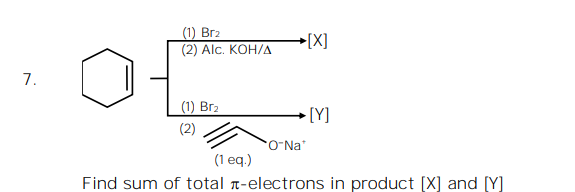 (1) Br₂
(2) Alc. KOH/Δ
[X]
7.
(1) Br₂
[Y]
(2)
O⁻Na⁺
(1 eq.)
Find sum of total π-electrons in product [X] and [Y]